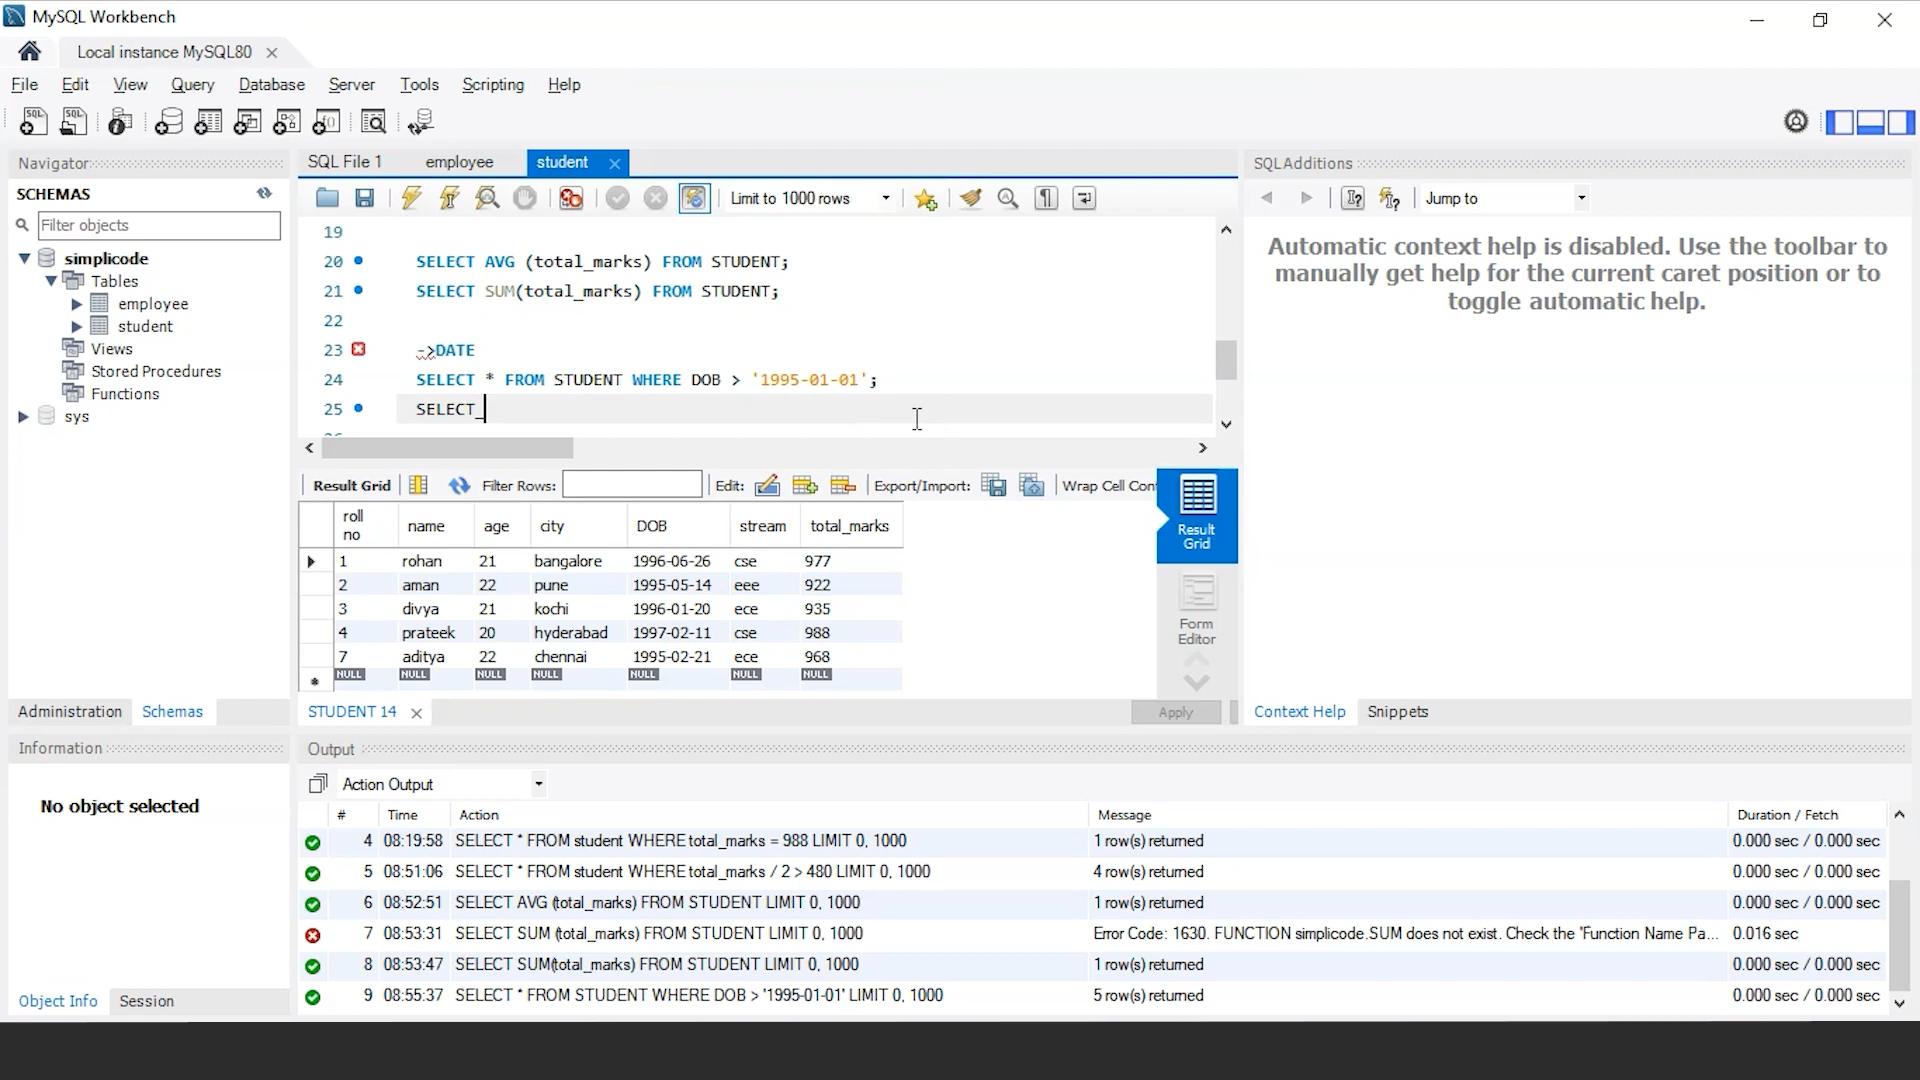 MySQL Workbench
Local instance MySQL80
File Edit View Query Database Server Tools Scripting Help
Navigator
SCHEMAS
Filter objects
simplicode
Tables
employee
student
Views
Stored Procedures
Functions
sys
Administration Schemas
Information
No object selected
Object Info Session
SQL File 1 employee student
Limit to 1000 rows
19
20 SELECT AVG (total_marks) FROM STUDENT;
21 SELECT SUM(total_marks) FROM STUDENT;
22
23 ->DATE
24 SELECT * FROM STUDENT WHERE DOB > '1995-01-01';
25 SELECT_
Result Grid Filter Rows: Edit: Export/Import: Wrap Cell Con
roll no name age city DOB stream total_marks
1 rohan 21 bangalore 1996-06-26 cse 977
2 aman 22 pune 1995-05-14 eee 922
3 divya 21 kochi 1996-01-20 ece 935
4 prateek 20 hyderabad 1997-02-11 cse 988
7 aditya 22 chennai 1995-02-21 ece 968
NULL NULL NULL NULL NULL NULL NULL
Result Grid
Form Editor
STUDENT 14 Apply
SQLAdditions
Jump to
Automatic context help is disabled. Use the toolbar to
manually get help for the current caret position or to
toggle automatic help.
Context Help Snippets
Output
Action Output
# Time Action Message Duration / Fetch
4 08:19:58 SELECT * FROM student WHERE total_marks = 988 LIMIT 0, 1000 1 row(s) returned 0.000 sec / 0.000 sec
5 08:51:06 SELECT * FROM student WHERE total_marks / 2 > 480 LIMIT 0, 1000 4 row(s) returned 0.000 sec / 0.000 sec
6 08:52:51 SELECT AVG (total_marks) FROM STUDENT LIMIT 0, 1000 1 row(s) returned 0.000 sec / 0.000 sec
7 08:53:31 SELECT SUM (total_marks) FROM STUDENT LIMIT 0, 1000 Error Code: 1630. FUNCTION simplicode.SUM does not exist. Check the 'Function Name Pa... 0.016 sec
8 08:53:47 SELECT SUM(total_marks) FROM STUDENT LIMIT 0, 1000 1 row(s) returned 0.000 sec / 0.000 sec
9 08:55:37 SELECT * FROM STUDENT WHERE DOB > '1995-01-01' LIMIT 0, 1000 5 row(s) returned 0.000 sec / 0.000 sec